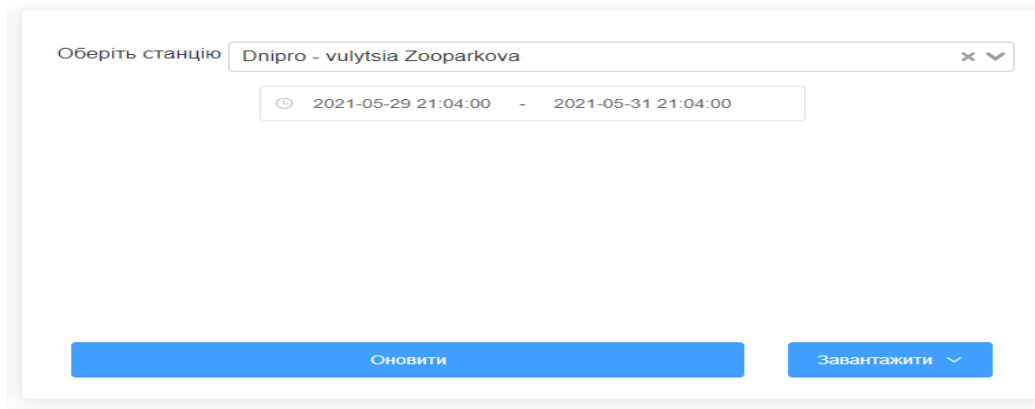 Оберіть станцію Dnipro - vulytsia Zooparkova
2021-05-29 21:04:00 - 2021-05-31 21:04:00
Оновити Завантажити